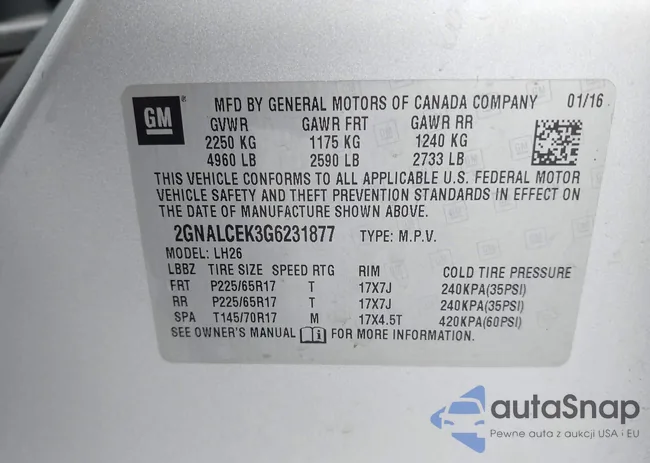 GM MFD BY GENERAL MOTORS OF CANADA COMPANY 01/16
GVWR GAWR FRT GAWR RR
2250 KG 1175 KG 1240 KG
4960 LB 2590 LB 2733 LB
THIS VEHICLE CONFORMS TO ALL APPLICABLE U.S. FEDERAL MOTOR
VEHICLE SAFETY AND THEFT PREVENTION STANDARDS IN EFFECT ON
THE DATE OF MANUFACTURE SHOWN ABOVE.
2GNALCEK3G6231877 TYPE: M.P.V.
MODEL: LH26
LBBZ TIRE SIZE SPEED RTG RIM COLD TIRE PRESSURE
FRT P225/65R17 T 17X7J 240KPA(35PSI)
RR P225/65R17 T 17X7J 240KPA(35PSI)
SPA T145/70R17 M 17X4.5T 420KPA(60PSI)
SEE OWNER'S MANUAL FOR MORE INFORMATION.
autaSnap
Pewne auta z aukcji USA i EU